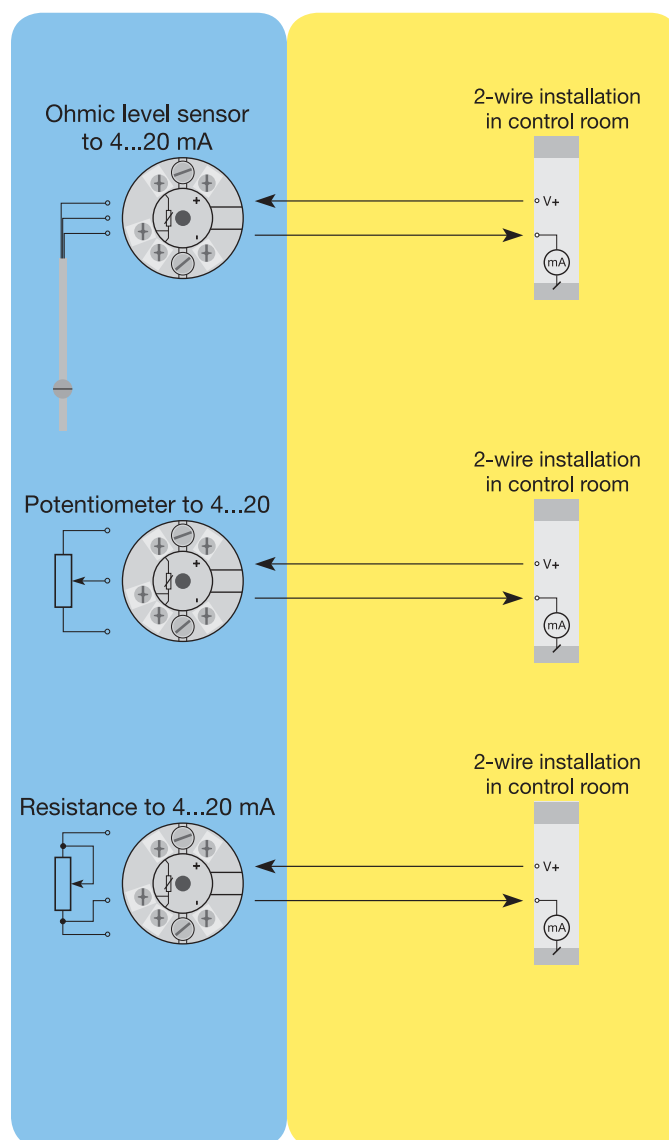 Ohmic level sensor
to 4...20 mA
2-wire installation
in control room
+
-
V+
mA
Potentiometer to 4...20
2-wire installation
in control room
+
-
V+
mA
Resistance to 4...20 mA
2-wire installation
in control room
+
-
V+
mA